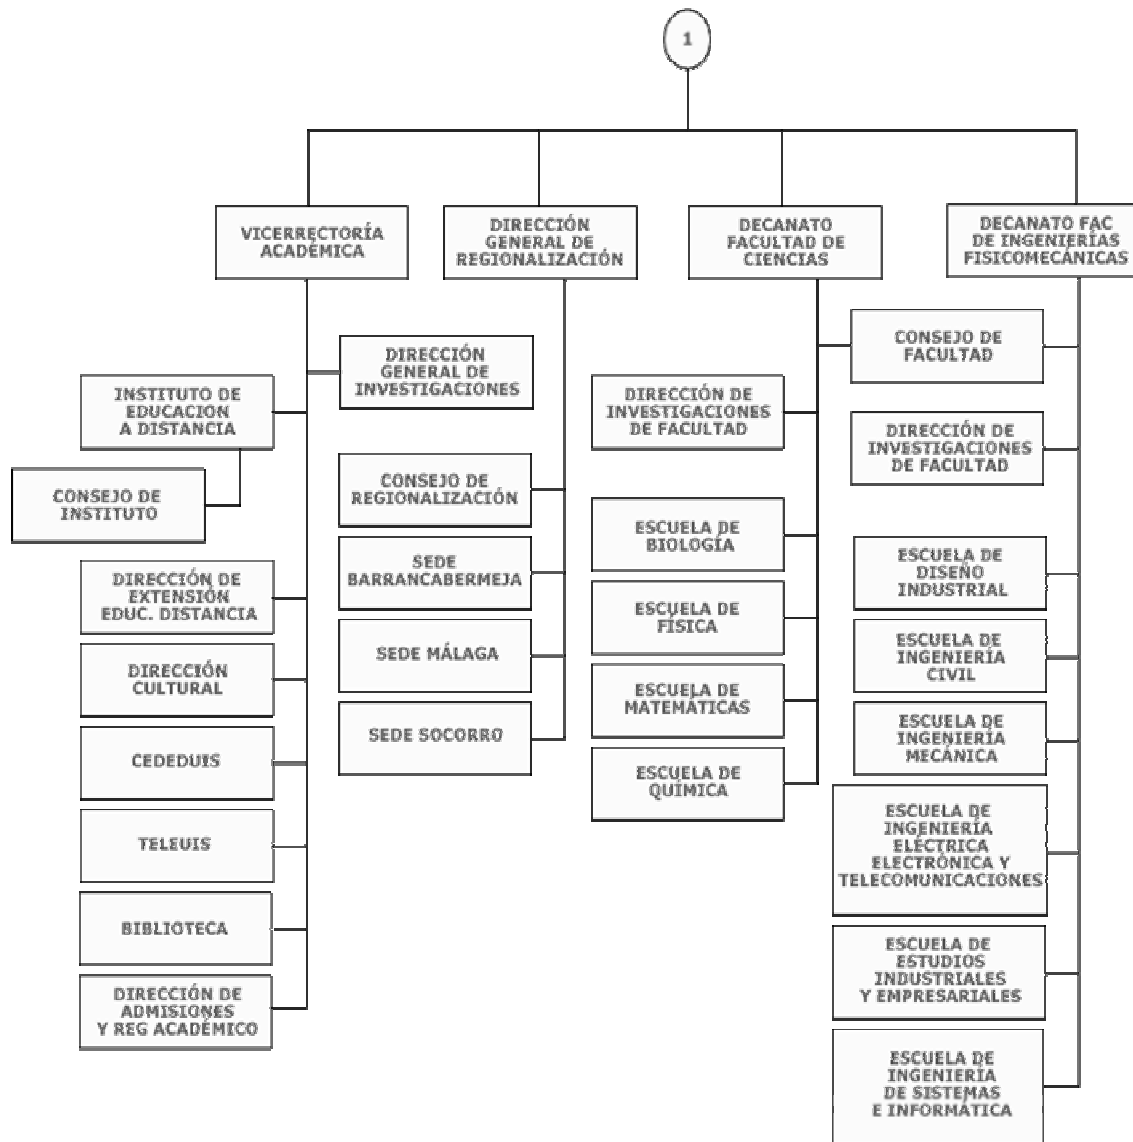 1
VICERRECTORÍA
ACADÉMICA
DIRECCIÓN
GENERAL DE
REGIONALIZACIÓN
DECANATO
FACULTAD DE
CIENCIAS
DECANATO FAC
DE INGENIERÍAS
FISICOMECÁNICAS
DIRECCIÓN
GENERAL DE
INVESTIGACIONES
INSTITUTO DE
EDUCACIÓN
A DISTANCIA
CONSEJO DE
INSTITUTO
DIRECCIÓN DE
EXTENSIÓN
EDUC. DISTANCIA
DIRECCIÓN
CULTURAL
CEDEDUIS
TELEUIS
BIBLIOTECA
DIRECCIÓN DE
ADMISIONES
Y REG ACADÉMICO
CONSEJO DE
REGIONALIZACIÓN
SEDE
BARRANCABERMEJA
SEDE MÁLAGA
SEDE SOCORRO
DIRECCIÓN DE
INVESTIGACIONES
DE FACULTAD
ESCUELA DE
BIOLOGÍA
ESCUELA DE
FÍSICA
ESCUELA DE
MATEMÁTICAS
ESCUELA DE
QUÍMICA
CONSEJO DE
FACULTAD
DIRECCIÓN DE
INVESTIGACIONES
DE FACULTAD
ESCUELA DE
DISEÑO
INDUSTRIAL
ESCUELA DE
INGENIERÍA
CIVIL
ESCUELA DE
INGENIERÍA
MECÁNICA
ESCUELA DE
INGENIERÍA
ELÉCTRICA
ELECTRÓNICA Y
TELECOMUNICACIONES
ESCUELA DE
ESTUDIOS
INDUSTRIALES
Y EMPRESARIALES
ESCUELA DE
INGENIERÍA
DE SISTEMAS
E INFORMÁTICA